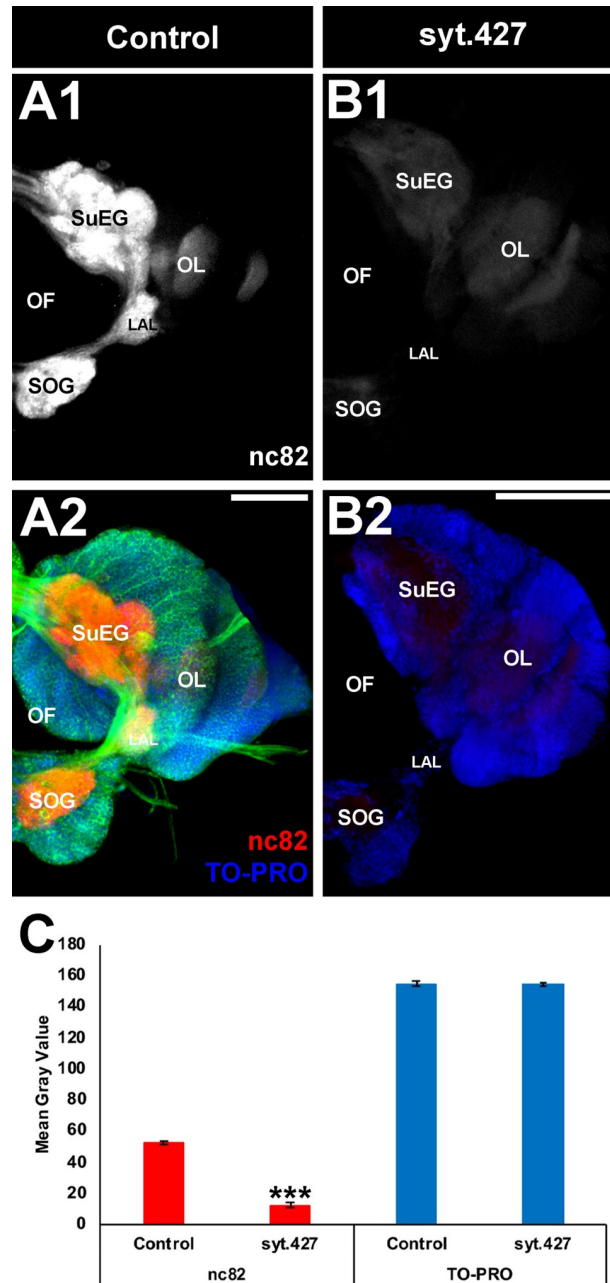 Control
syt.427
A1
SuEG
OL
OF
LAL
SOG
nc82
B1
SuEG
OL
OF
LAL
SOG
A2
SuEG
OL
OF
LAL
SOG
nc82
TO-PRO
B2
SuEG
OL
OF
LAL
SOG
C
Mean Gray Value
180
160
140
120
100
80
60
40
20
0
***
Control syt.427 Control syt.427
nc82 TO-PRO